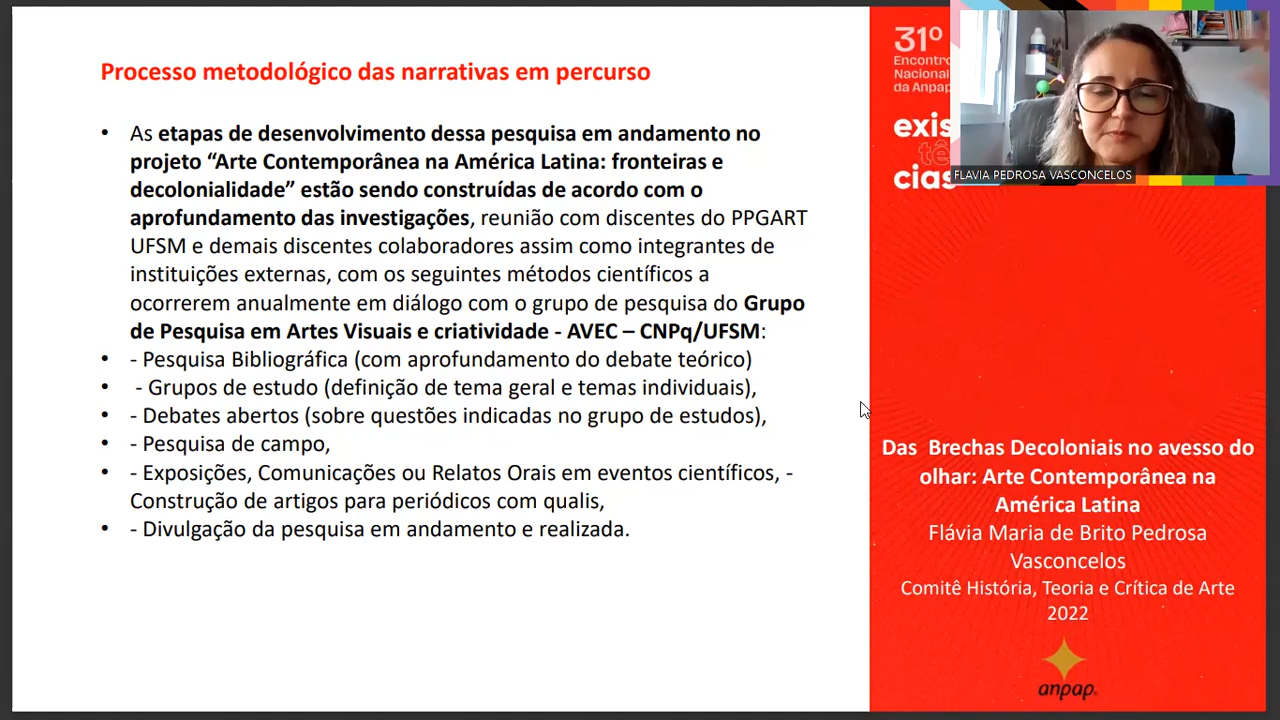 Processo metodológico das narrativas em percurso
• As etapas de desenvolvimento dessa pesquisa em andamento no
projeto “Arte Contemporânea na América Latina: fronteiras e
decolonialidade” estão sendo construídas de acordo com o
aprofundamento das investigações, reunião com discentes do PPGART
UFSM e demais discentes colaboradores assim como integrantes de
instituições externas, com os seguintes métodos científicos a
ocorrerem anualmente em diálogo com o grupo de pesquisa do Grupo
de Pesquisa em Artes Visuais e criatividade - AVEC – CNPq/UFSM:
• - Pesquisa Bibliográfica (com aprofundamento do debate teórico)
• - Grupos de estudo (definição de tema geral e temas individuais),
• - Debates abertos (sobre questões indicadas no grupo de estudos),
• - Pesquisa de campo,
• - Exposições, Comunicações ou Relatos Orais em eventos científicos, -
Construção de artigos para periódicos com qualis,
• - Divulgação da pesquisa em andamento e realizada.
31º
Encontro
Nacional
da Anpap
exis
tê
cias
FLAVIA PEDROSA VASCONCELOS
Das Brechas Decoloniais no avesso do
olhar: Arte Contemporânea na
América Latina
Flávia Maria de Brito Pedrosa
Vasconcelos
Comitê História, Teoria e Crítica de Arte
2022
anpap